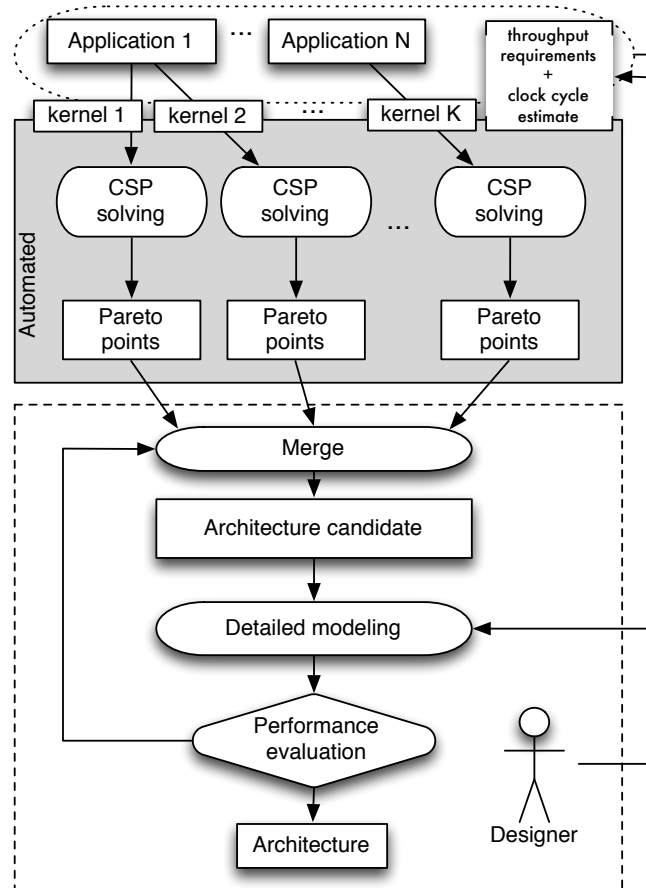 Application 1
...
Application N
throughput
requirements
+
clock cycle
estimate
kernel 1
kernel 2
...
kernel K
CSP
solving
CSP
solving
...
CSP
solving
Automated
Pareto
points
Pareto
points
Pareto
points
Merge
Architecture candidate
Detailed modeling
Performance
evaluation
Designer
Architecture